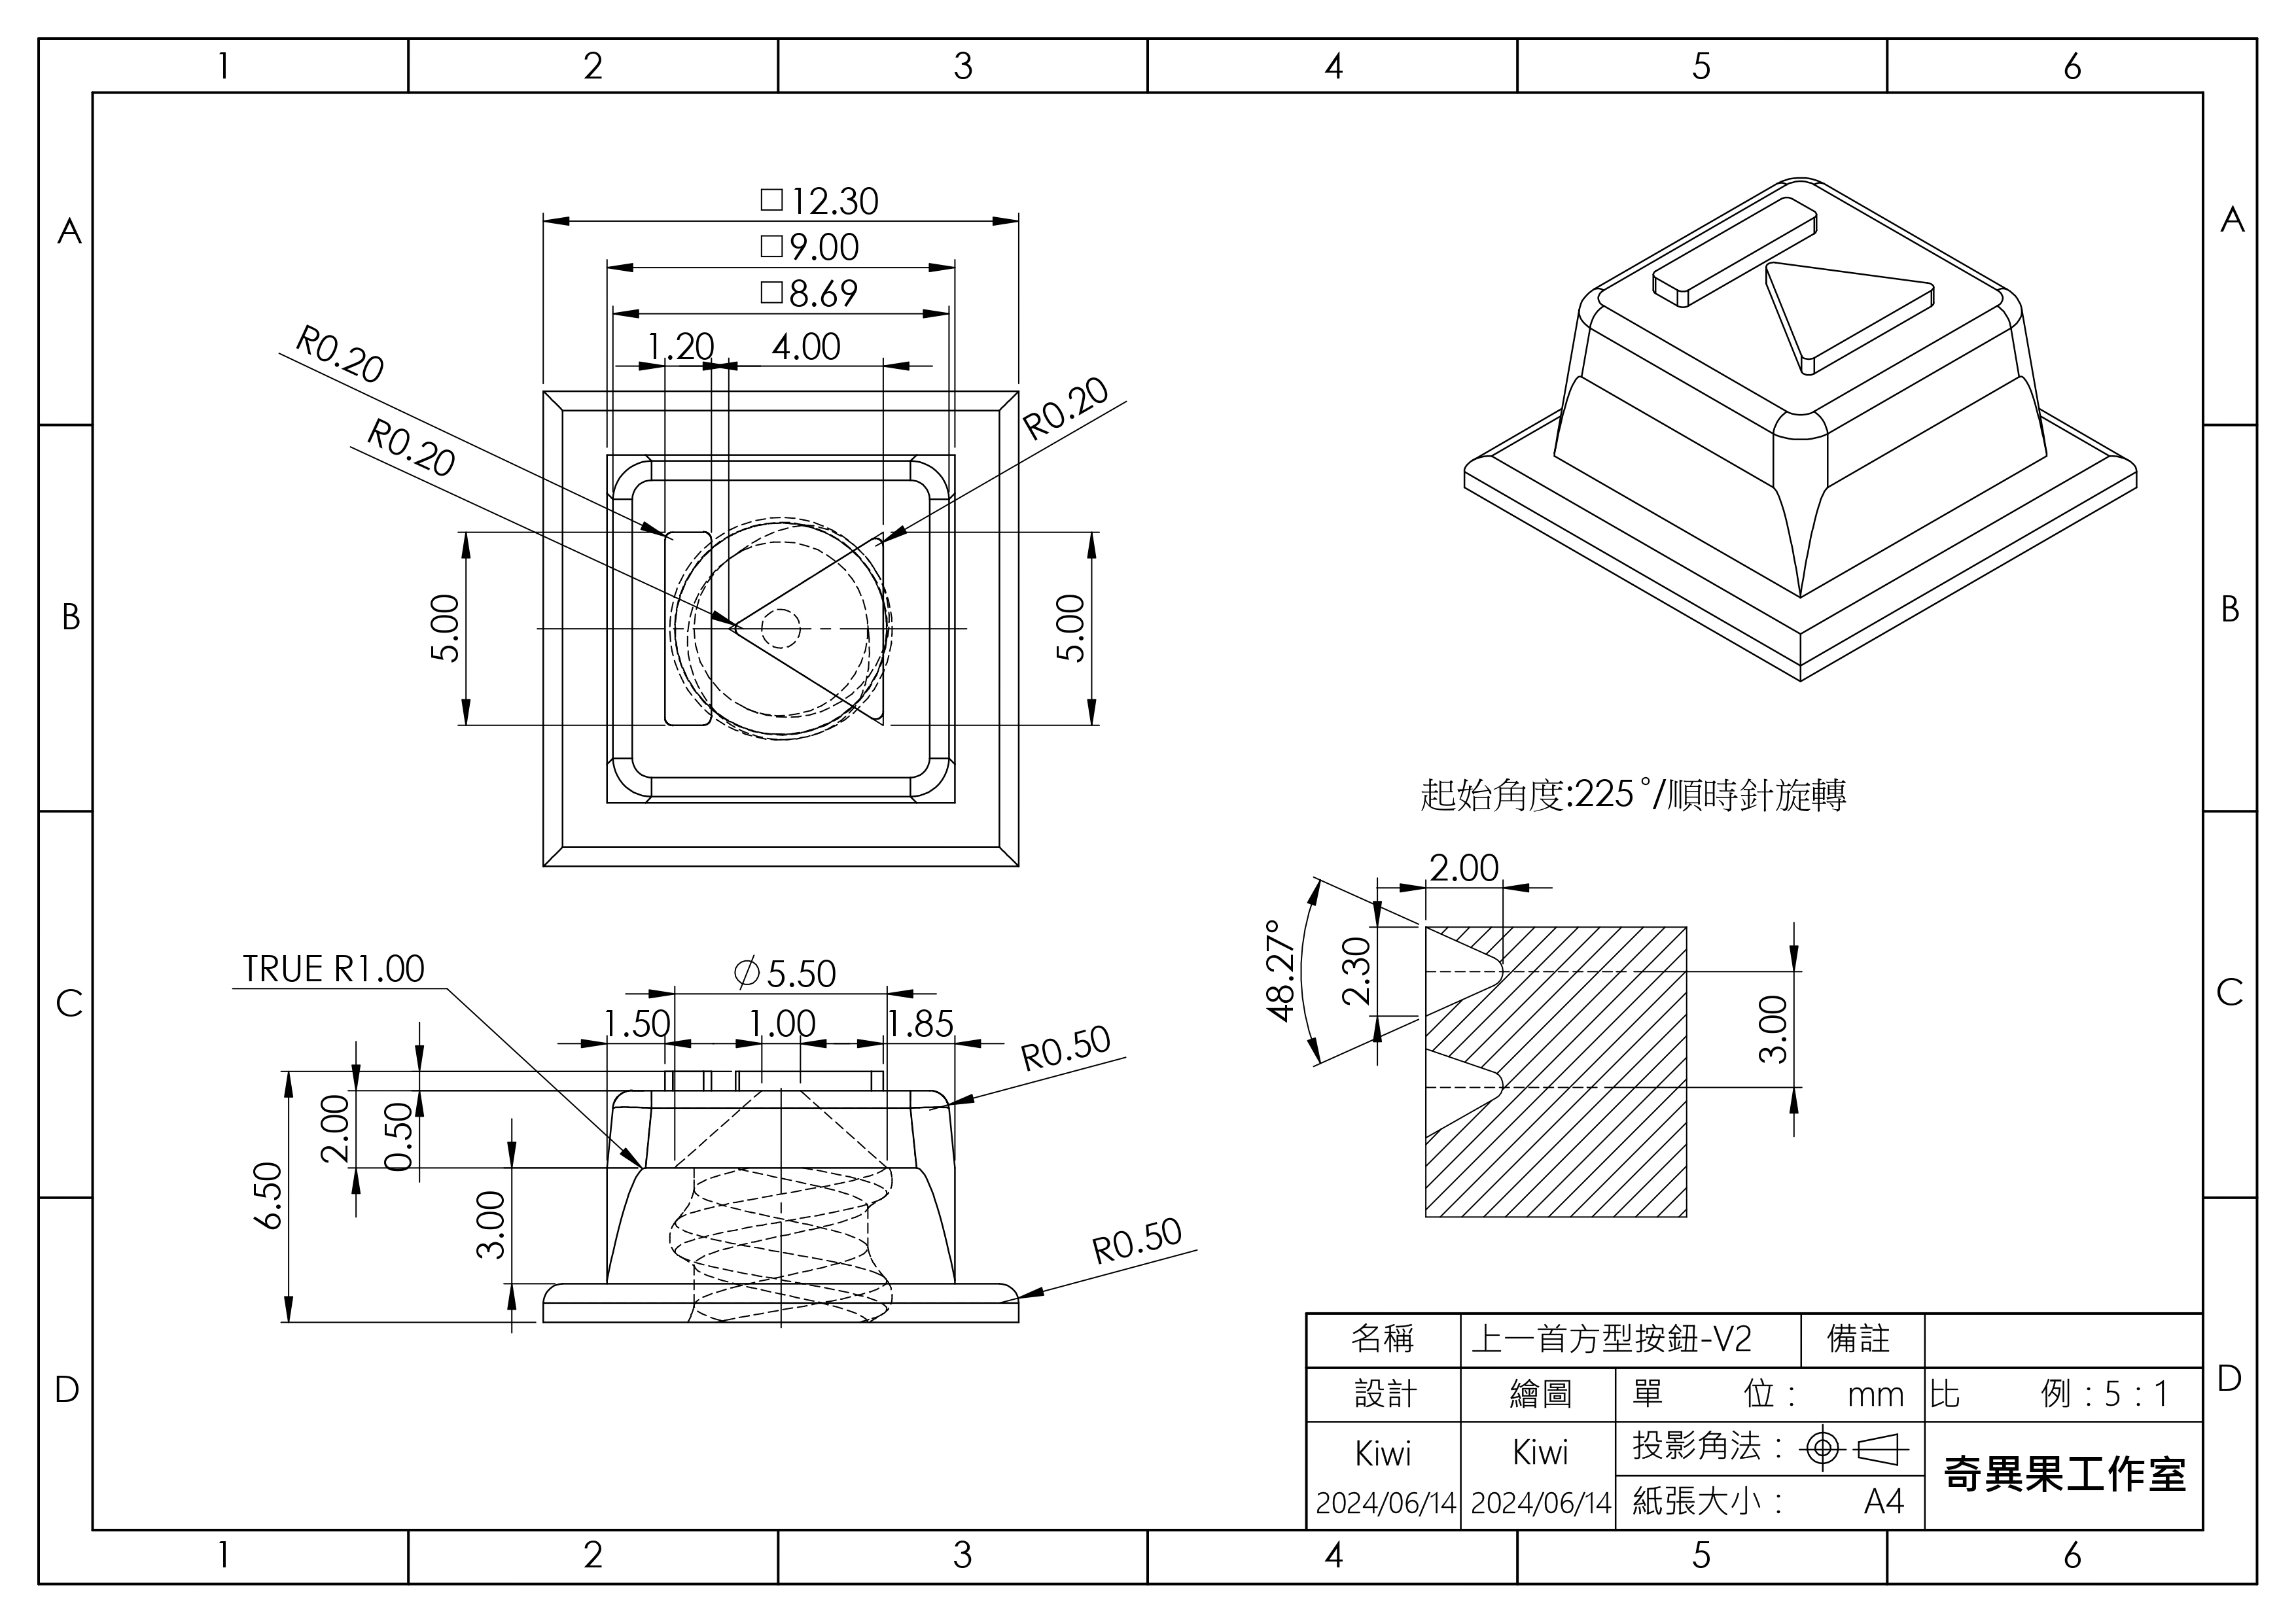 1 2 3 4 5 6
A A
□12.30
□9.00
□8.69
1.20 4.00
R0.20
R0.20
R0.20
B B
5.00
5.00
起始角度:225°/順時針旋轉
2.00
48.27°
2.30
3.00
C C
TRUE R1.00
∅5.50
1.50 1.00 1.85
R0.50
2.00
0.50
6.50
3.00
R0.50
D D
名稱 上一首方型按鈕-V2 備註
設計 繪圖 單 位: mm 比 例:5:1
Kiwi Kiwi 投影角法:
2024/06/14 2024/06/14 紙張大小: A4
奇異果工作室
1 2 3 4 5 6